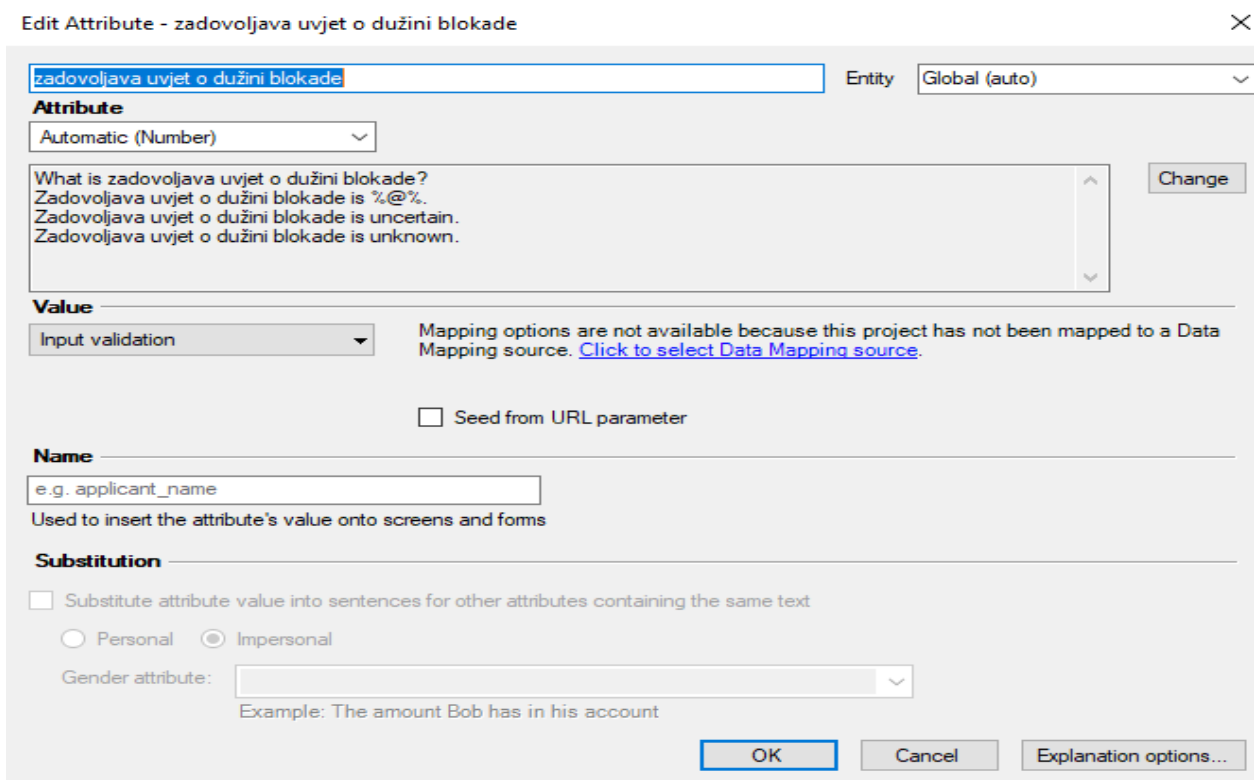 Edit Attribute - zadovoljava uvjet o dužini blokade
zadovoljava uvjet o dužini blokade
Entity
Global (auto)
Attribute
Automatic (Number)
What is zadovoljava uvjet o dužini blokade?
Zadovoljava uvjet o dužini blokade is %@%.
Zadovoljava uvjet o dužini blokade is uncertain.
Zadovoljava uvjet o dužini blokade is unknown.
Change
Value
Input validation
Mapping options are not available because this project has not been mapped to a Data
Mapping source. Click to select Data Mapping source.
Seed from URL parameter
Name
e.g. applicant_name
Used to insert the attribute's value onto screens and forms
Substitution
Substitute attribute value into sentences for other attributes containing the same text
Personal
Impersonal
Gender attribute:
Example: The amount Bob has in his account
OK
Cancel
Explanation options...